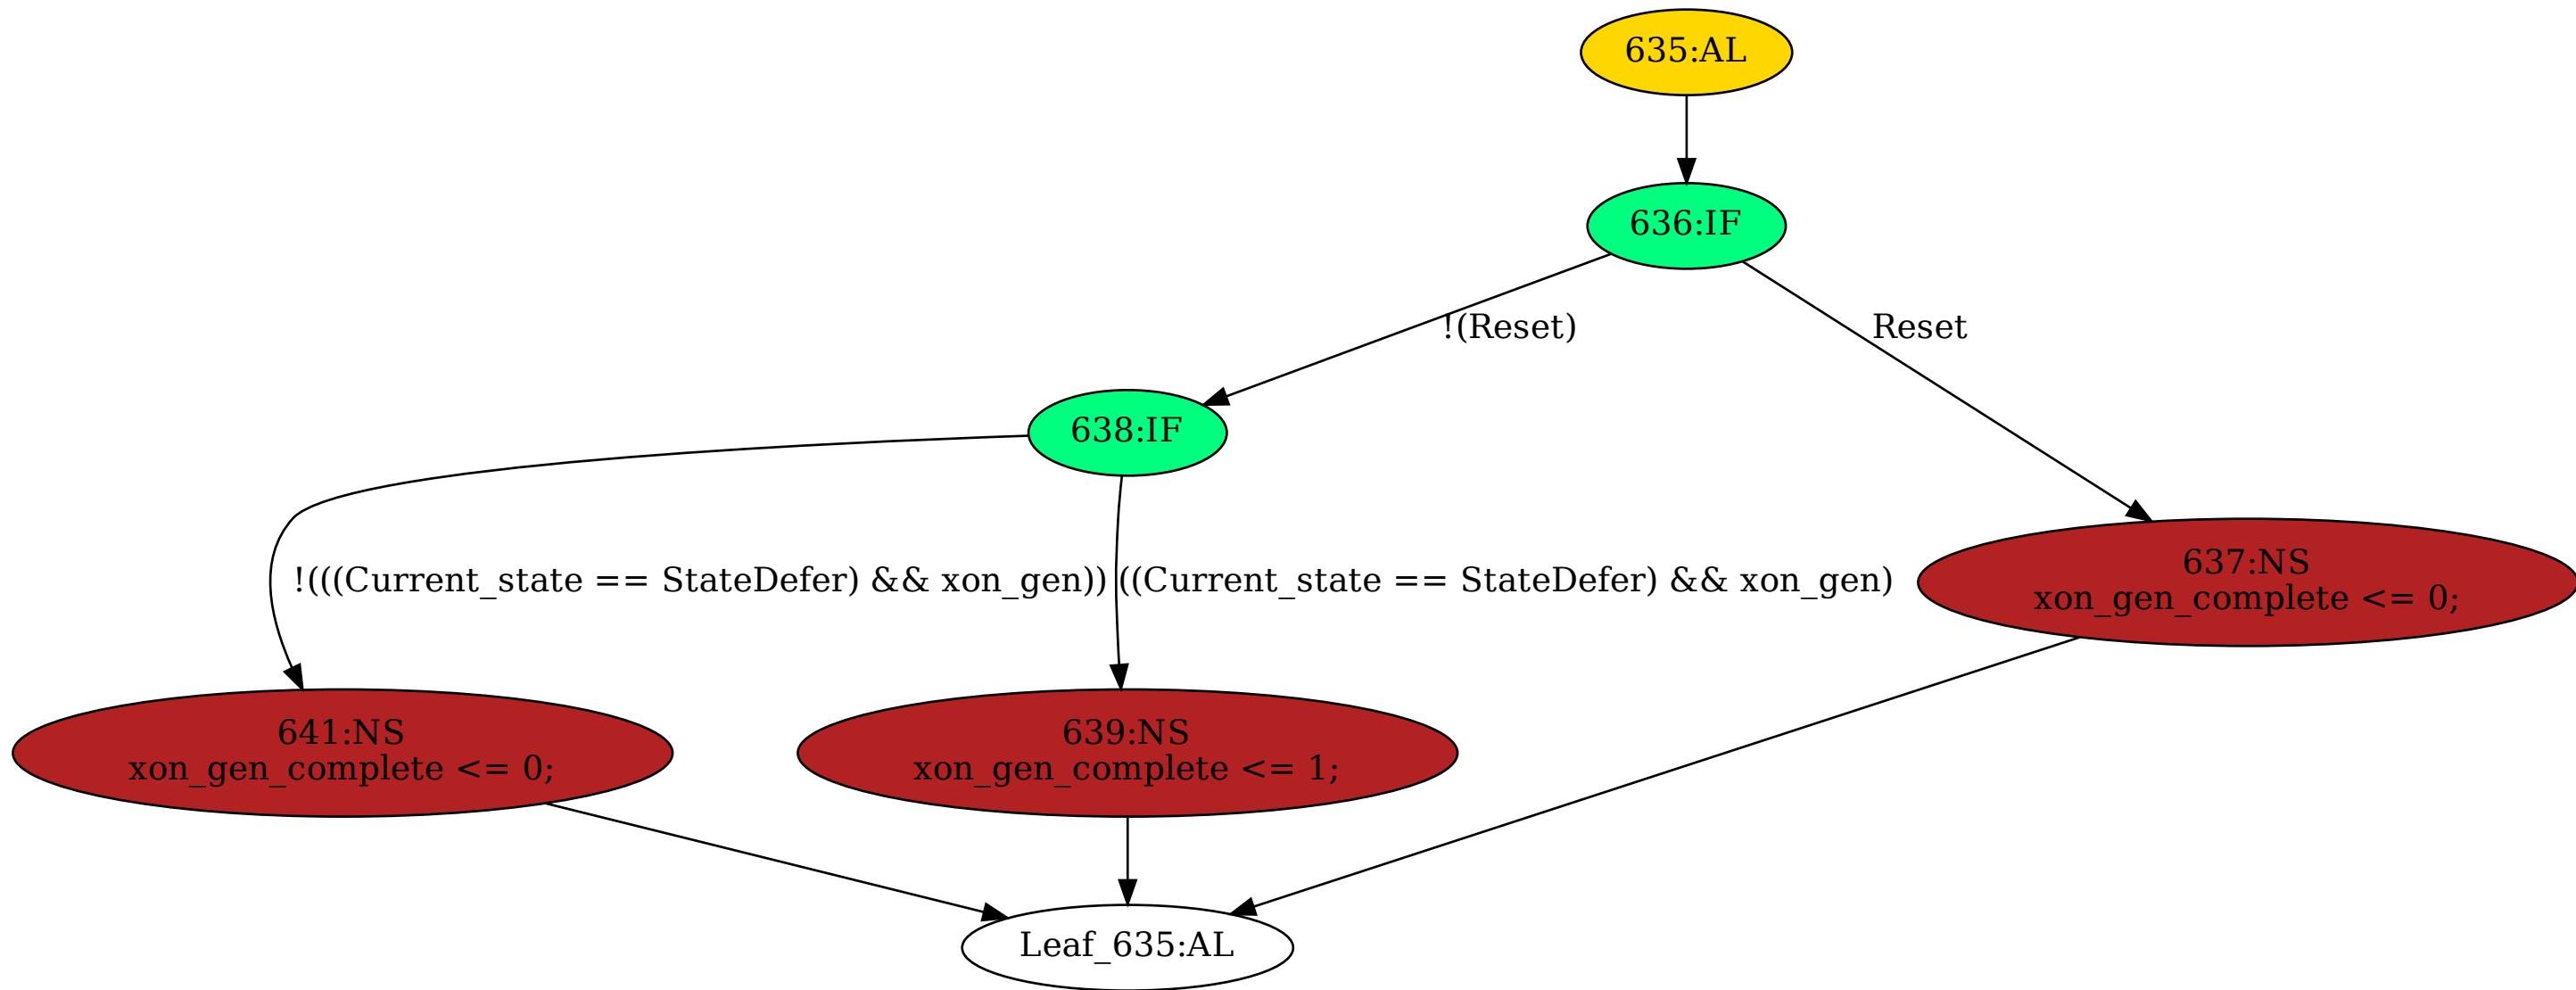 635:AL
636:IF
!(Reset)
Reset
638:IF
!(((Current_state == StateDefer) && xon_gen))
((Current_state == StateDefer) && xon_gen)
637:NS
xon_gen_complete <= 0;
641:NS
xon_gen_complete <= 0;
639:NS
xon_gen_complete <= 1;
Leaf_635:AL